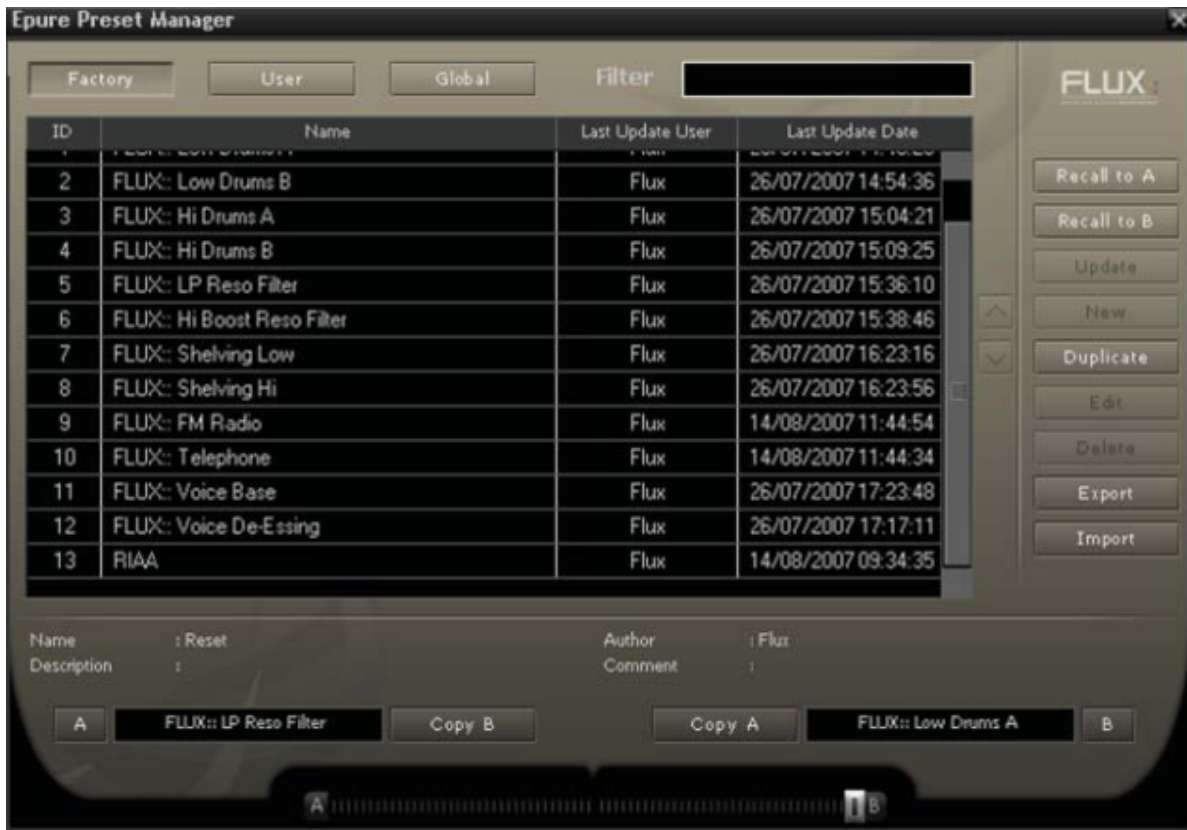 Epure Preset Manager
Factory User Global Filter
FLUX::
ID Name Last Update User Last Update Date
2 FLUX:: Low Drums B Flux 26/07/2007 14:54:36
3 FLUX:: Hi Drums A Flux 26/07/2007 15:04:21
4 FLUX:: Hi Drums B Flux 26/07/2007 15:09:25
5 FLUX:: LP Reso Filter Flux 26/07/2007 15:36:10
6 FLUX:: Hi Boost Reso Filter Flux 26/07/2007 15:38:46
7 FLUX:: Shelving Low Flux 26/07/2007 16:23:16
8 FLUX:: Shelving Hi Flux 26/07/2007 16:23:56
9 FLUX:: FM Radio Flux 14/08/2007 11:44:54
10 FLUX:: Telephone Flux 14/08/2007 11:44:34
11 FLUX:: Voice Base Flux 26/07/2007 17:23:48
12 FLUX:: Voice De-Essing Flux 26/07/2007 17:17:11
13 RIAA Flux 14/08/2007 09:34:35
Recall to A
Recall to B
Update
New
Duplicate
Edit
Delete
Export
Import
Name : Reset Author : Flux
Description : Comment :
A FLUX:: LP Reso Filter Copy B Copy A FLUX:: Low Drums A B
A B